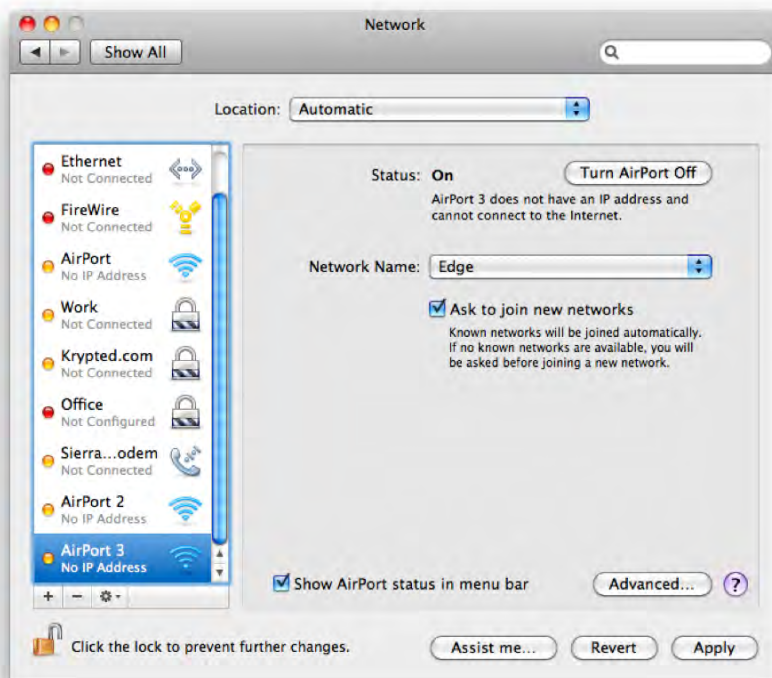 Network
Show All
Location: Automatic
Ethernet
Not Connected
FireWire
Not Connected
AirPort
No IP Address
Work
Not Connected
Krypted.com
Not Connected
Office
Not Configured
Sierra...odem
Not Connected
AirPort 2
No IP Address
AirPort 3
No IP Address
Status: On
Turn AirPort Off
AirPort 3 does not have an IP address and
cannot connect to the Internet.
Network Name: Edge
Ask to join new networks
Known networks will be joined automatically.
If no known networks are available, you will
be asked before joining a new network.
Show AirPort status in menu bar
Advanced...
?
Click the lock to prevent further changes.
Assist me...
Revert
Apply